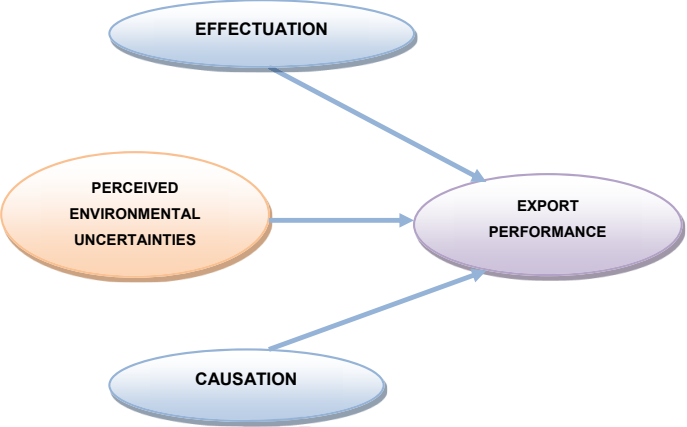 EFFECTUATION
PERCEIVED
ENVIRONMENTAL
UNCERTAINTIES
EXPORT
PERFORMANCE
CAUSATION